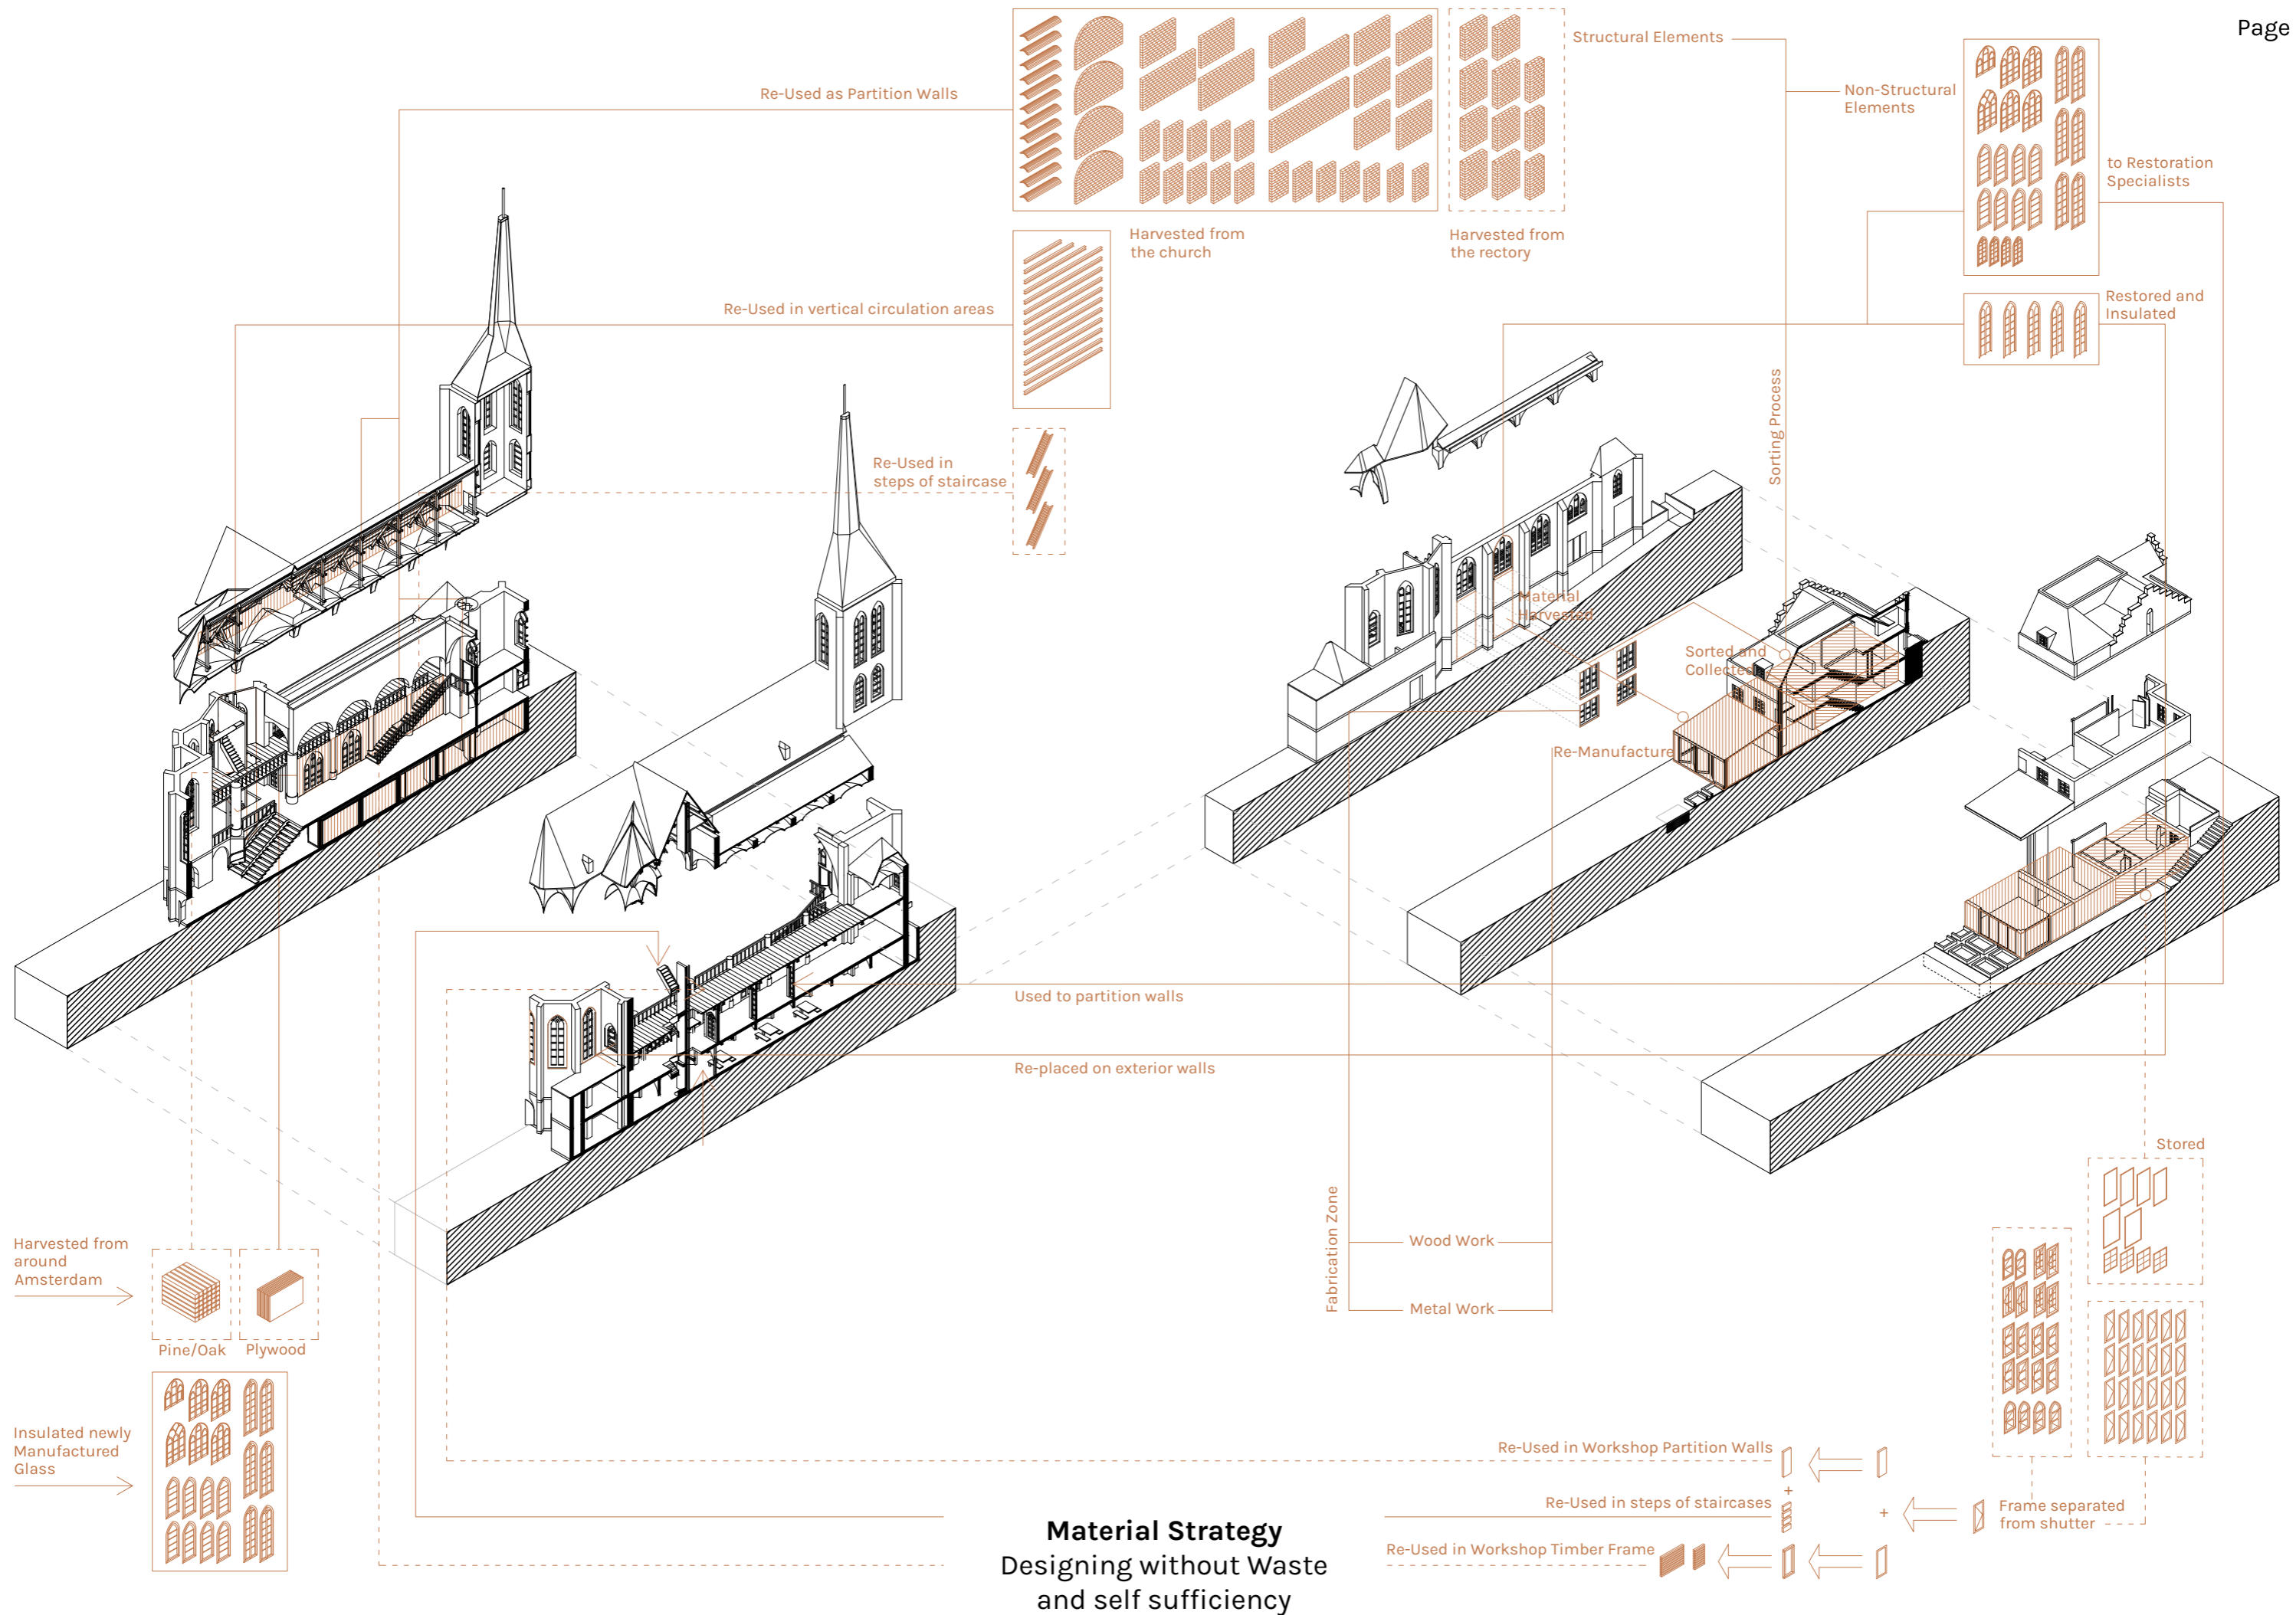 Page
Structural Elements
Non-Structural
Elements
Re-Used as Partition Walls
to Restoration
Specialists
Harvested from
the church
Harvested from
the rectory
Re-Used in vertical circulation areas
Restored and
Insulated
Sorting Process
Re-Used in
steps of staircase
Material
Harvested
Sorted and
Collected
Re-Manufacture
Used to partition walls
Re-placed on exterior walls
Stored
Fabrication Zone
Wood Work
Metal Work
Harvested from
around
Amsterdam
Pine/Oak
Plywood
Insulated newly
Manufactured
Glass
Re-Used in Workshop Partition Walls
+
Re-Used in steps of staircases
+
Frame separated
from shutter
Re-Used in Workshop Timber Frame
Material Strategy
Designing without Waste
and self sufficiency